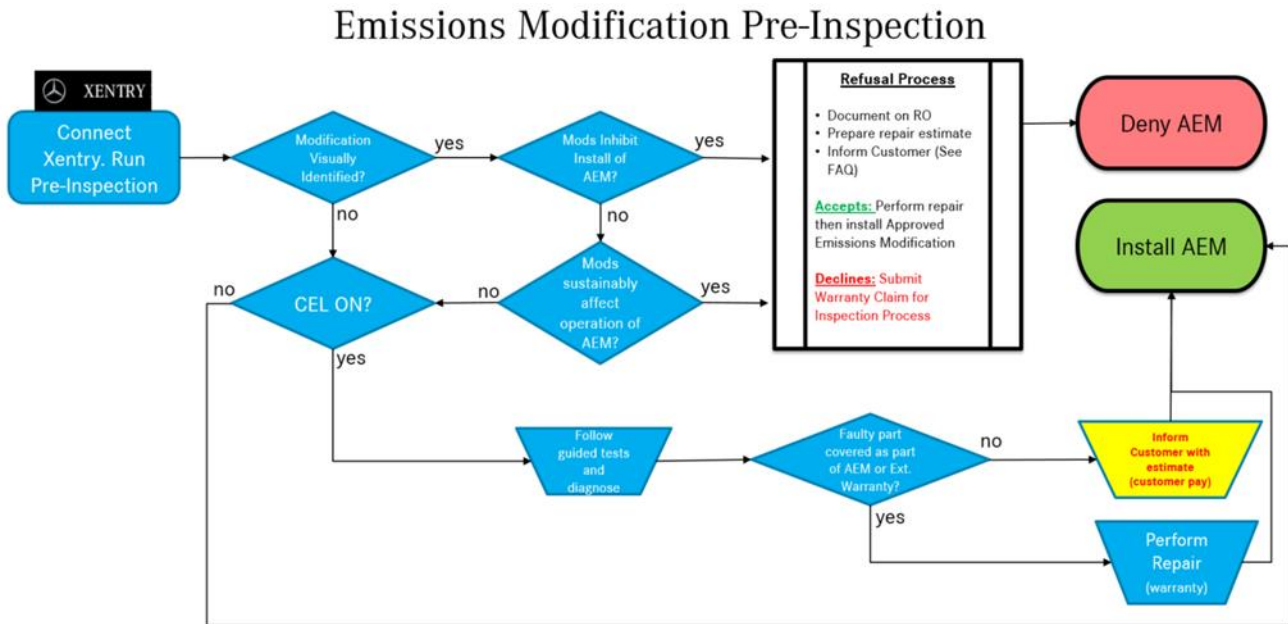 Emissions Modification Pre-Inspection
XENTRY
Connect
Xentry. Run
Pre-Inspection
Modification
Visually
Identified?
yes
Mods Inhibit
Install of
AEM?
yes
Refusal Process
• Document on RO
• Prepare repair estimate
• Inform Customer (See
FAQ)
Accepts: Perform repair
then install Approved
Emissions Modification
Declines: Submit
Warranty Claim for
Inspection Process
Deny AEM
Install AEM
no
no
no
CEL ON?
no
Mods
sustainably
affect
operation of
AEM?
yes
yes
Follow
guided tests
and
diagnose
Faulty part
covered as part
of AEM or Ext.
Warranty?
no
Inform
Customer with
estimate
(customer pay)
yes
Perform
Repair
(warranty)